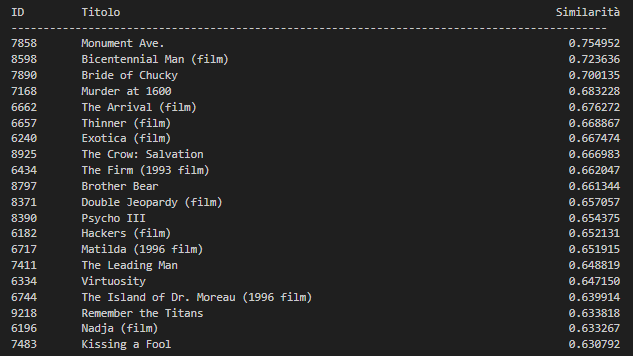 ID Titolo Similarità
--------------------------------------------------------------------------------
7858 Monument Ave. 0.754952
8598 Bicentennial Man (film) 0.723636
7890 Bride of Chucky 0.700135
7168 Murder at 1600 0.683228
6662 The Arrival (film) 0.676272
6657 Thinner (film) 0.668867
6240 Exotica (film) 0.667474
8925 The Crow: Salvation 0.666983
6434 The Firm (1993 film) 0.662047
8797 Brother Bear 0.661344
8371 Double Jeopardy (film) 0.657057
8390 Psycho III 0.654375
6182 Hackers (film) 0.652131
6717 Matilda (1996 film) 0.651915
7411 The Leading Man 0.648819
6334 Virtuosity 0.647150
6744 The Island of Dr. Moreau (1996 film) 0.639914
9218 Remember the Titans 0.633818
6196 Nadja (film) 0.633267
7483 Kissing a Fool 0.630792